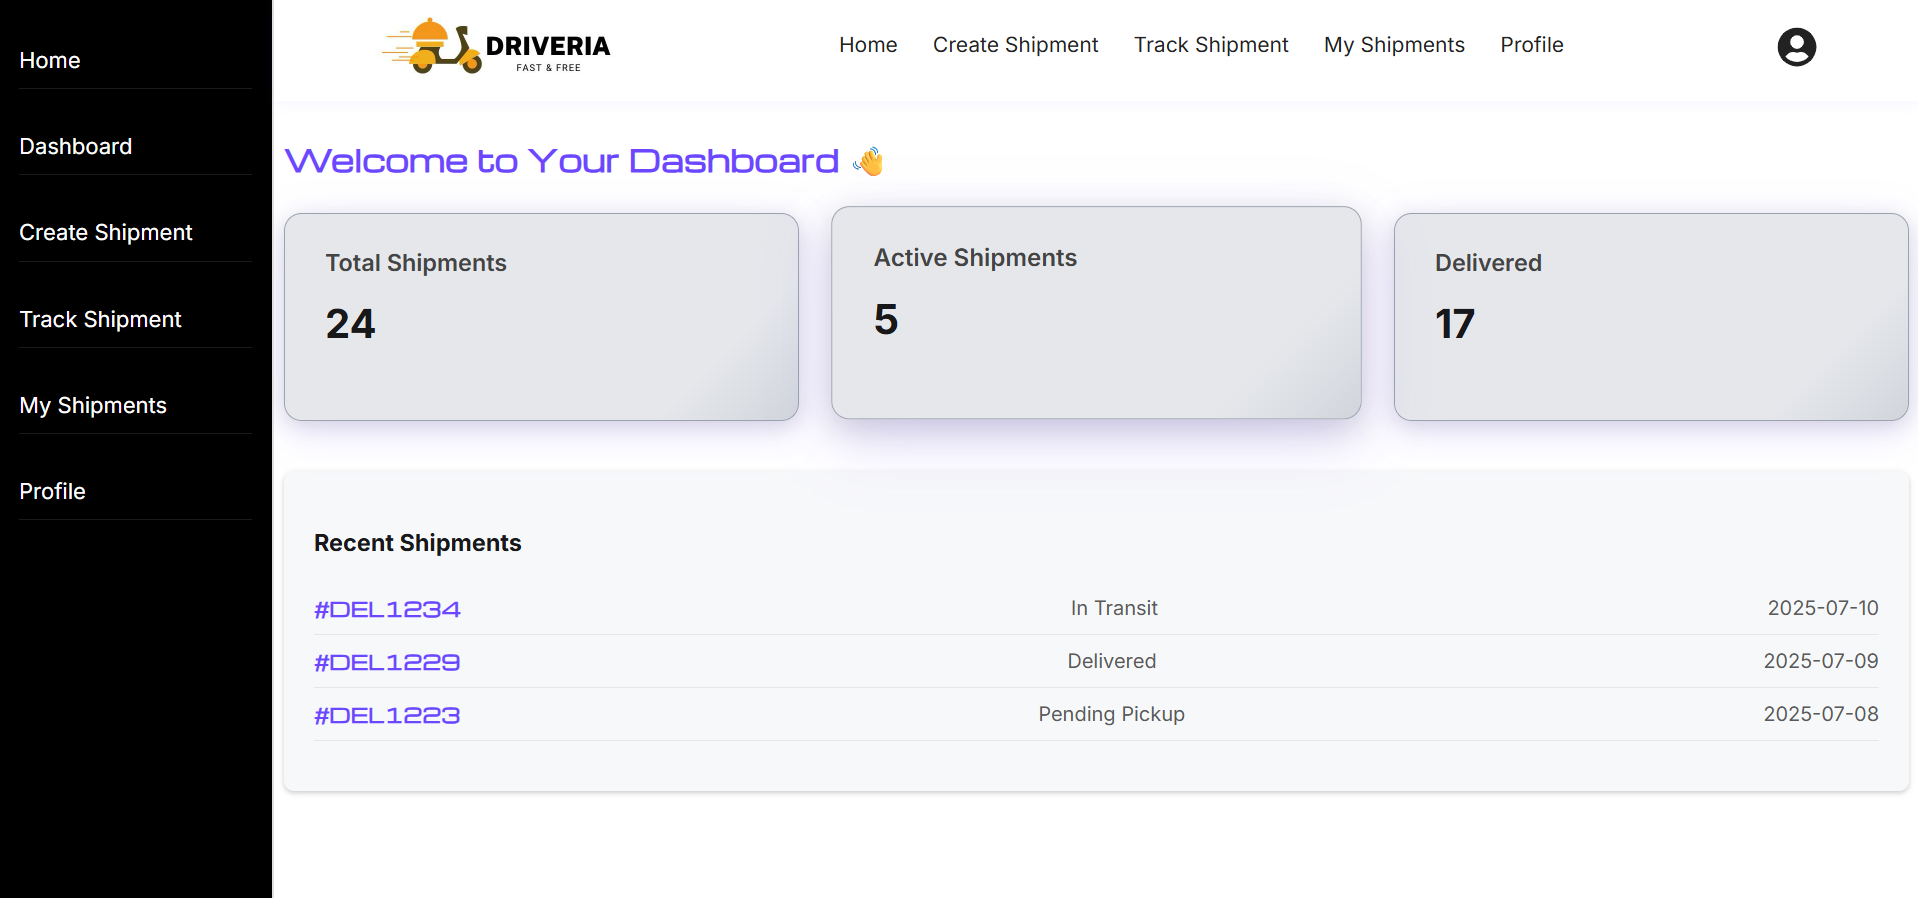 Home
Dashboard
Create Shipment
Track Shipment
My Shipments
Profile
DRIVERIA
FAST & FREE
Home Create Shipment Track Shipment My Shipments Profile
Welcome to Your Dashboard 👋
Total Shipments
24
Active Shipments
5
Delivered
17
Recent Shipments
#DEL1234 In Transit 2025-07-10
#DEL1229 Delivered 2025-07-09
#DEL1223 Pending Pickup 2025-07-08